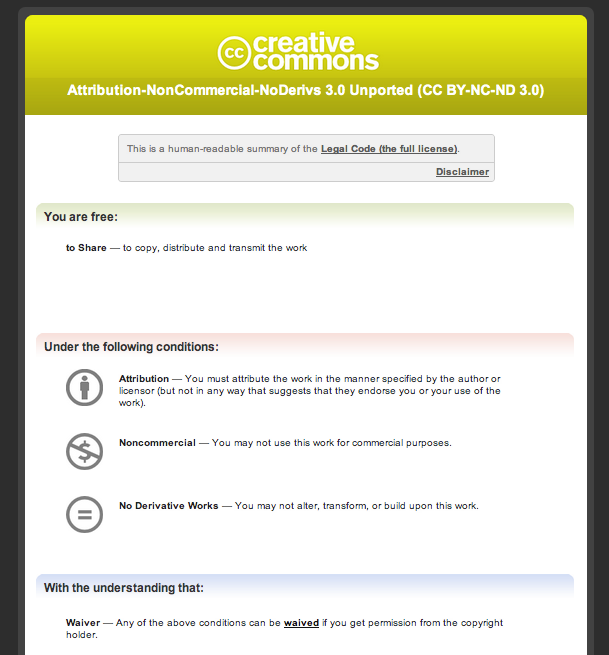 cc creative
commons
Attribution-NonCommercial-NoDerivs 3.0 Unported (CC BY-NC-ND 3.0)
This is a human-readable summary of the Legal Code (the full license).
Disclaimer
You are free:
to Share — to copy, distribute and transmit the work
Under the following conditions:
Attribution — You must attribute the work in the manner specified by the author or
licensor (but not in any way that suggests that they endorse you or your use of the
work).
Noncommercial — You may not use this work for commercial purposes.
No Derivative Works — You may not alter, transform, or build upon this work.
With the understanding that:
Waiver — Any of the above conditions can be waived if you get permission from the copyright
holder.